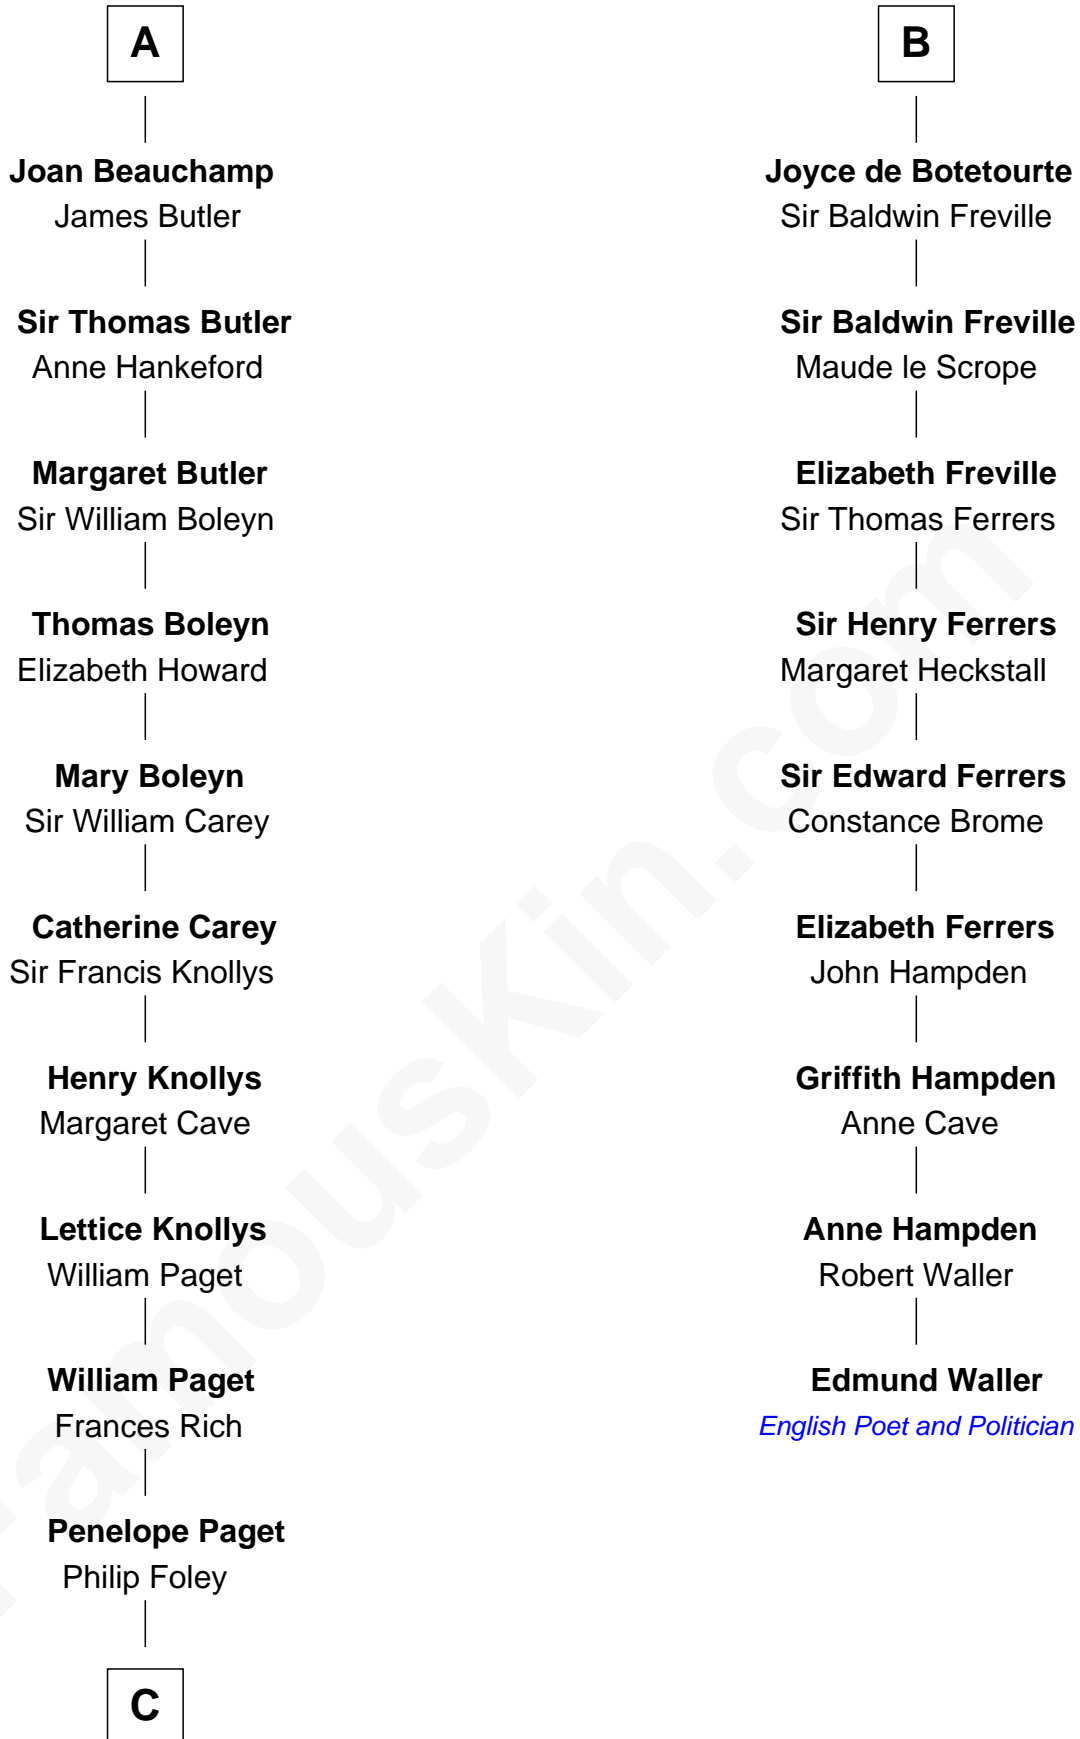 A
Joan Beauchamp
James Butler
Sir Thomas Butler
Anne Hankeford
Margaret Butler
Sir William Boleyn
Thomas Boleyn
Elizabeth Howard
Mary Boleyn
Sir William Carey
Catherine Carey
Sir Francis Knollys
Henry Knollys
Margaret Cave
Lettice Knollys
William Paget
William Paget
Frances Rich
Penelope Paget
Philip Foley
C
B
Joyce de Botetourte
Sir Baldwin Freville
Sir Baldwin Freville
Maude le Scrope
Elizabeth Freville
Sir Thomas Ferrers
Sir Henry Ferrers
Margaret Heckstall
Sir Edward Ferrers
Constance Brome
Elizabeth Ferrers
John Hampden
Griffith Hampden
Anne Cave
Anne Hampden
Robert Waller
Edmund Waller
English Poet and Politician
FamousKin.com